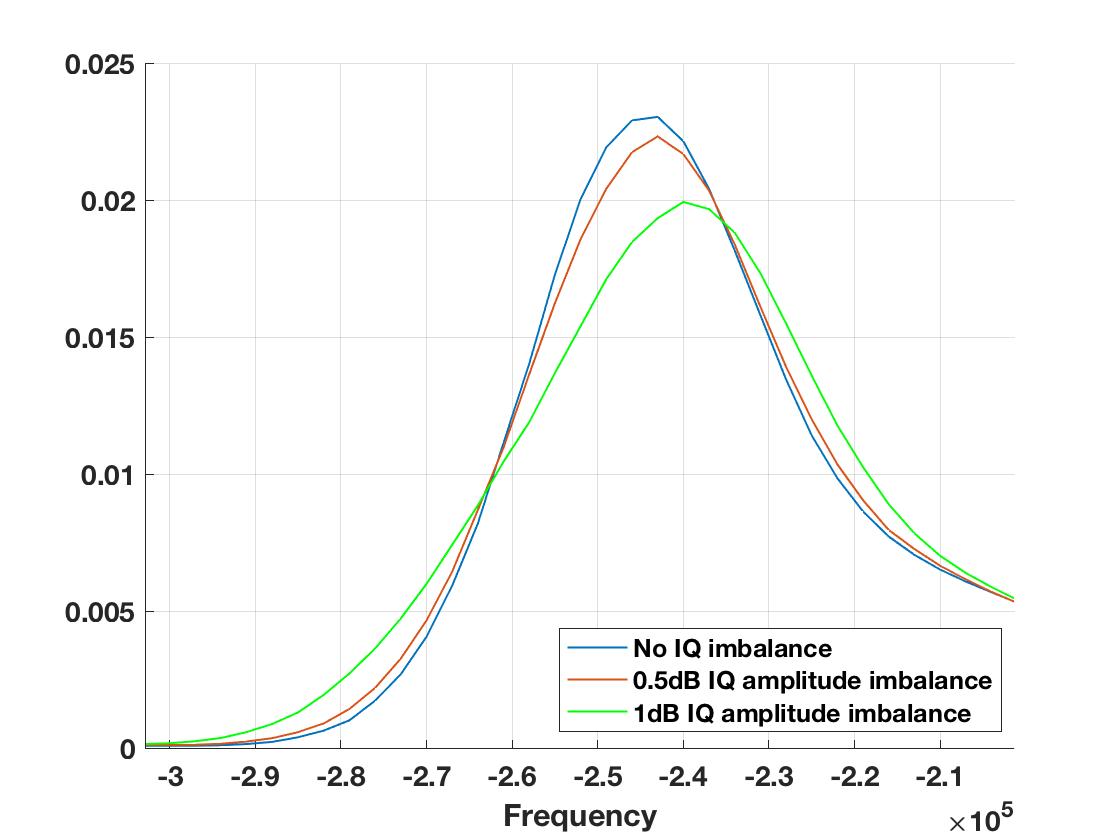 0.025
0.02
0.015
0.01
0.005
0
-3 -2.9 -2.8 -2.7 -2.6 -2.5 -2.4 -2.3 -2.2 -2.1
Frequency
×10⁵
No IQ imbalance
0.5dB IQ amplitude imbalance
1dB IQ amplitude imbalance